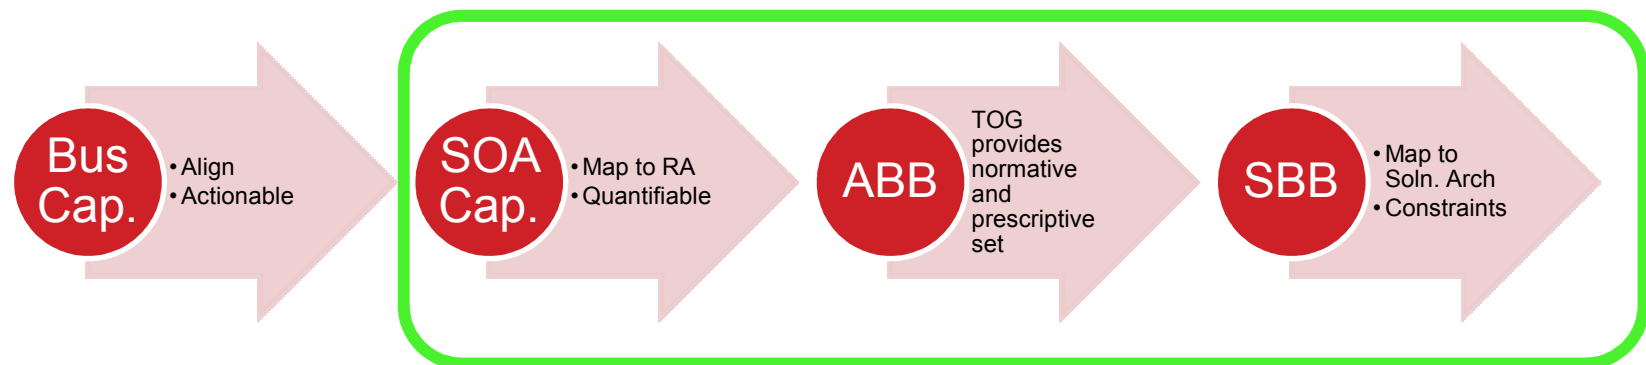 Bus
Cap.
• Align
• Actionable
SOA
Cap.
• Map to RA
• Quantifiable
ABB
TOG
provides
normative
and
prescriptive
set
SBB
• Map to
Soln. Arch
• Constraints